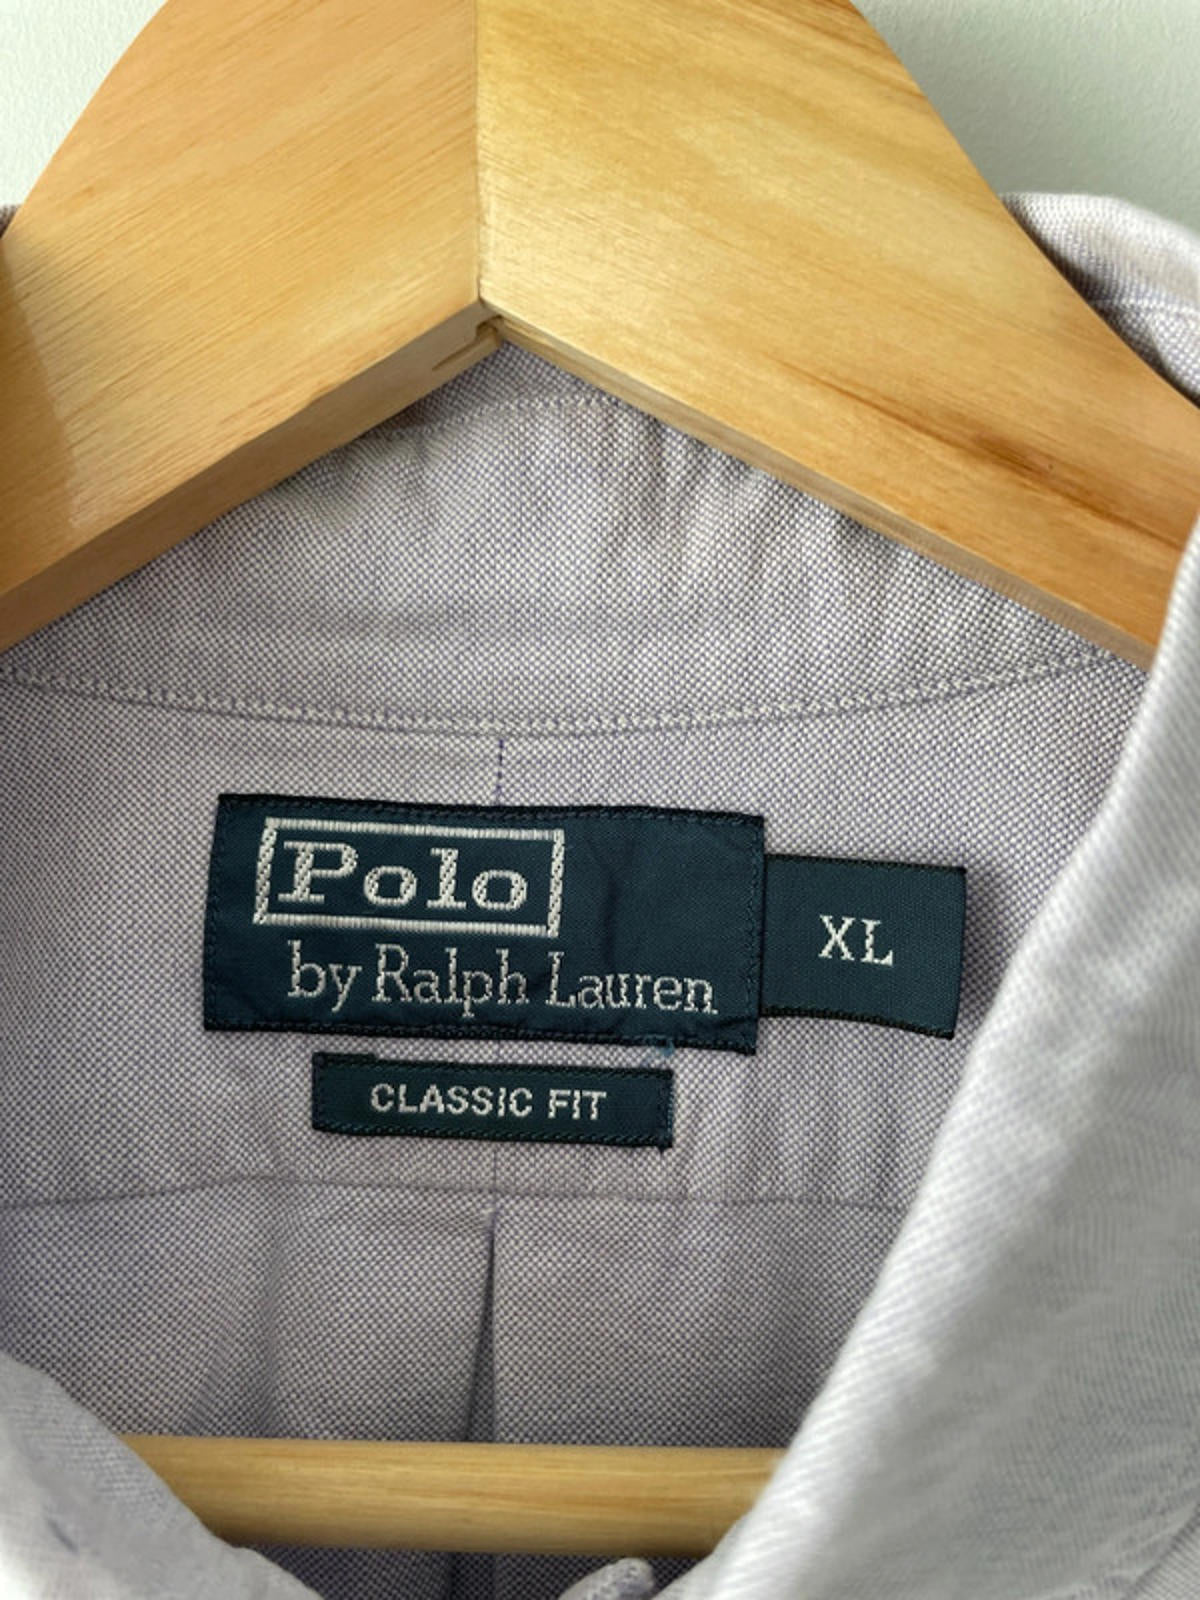 Polo
by Ralph Lauren
XL
CLASSIC FIT